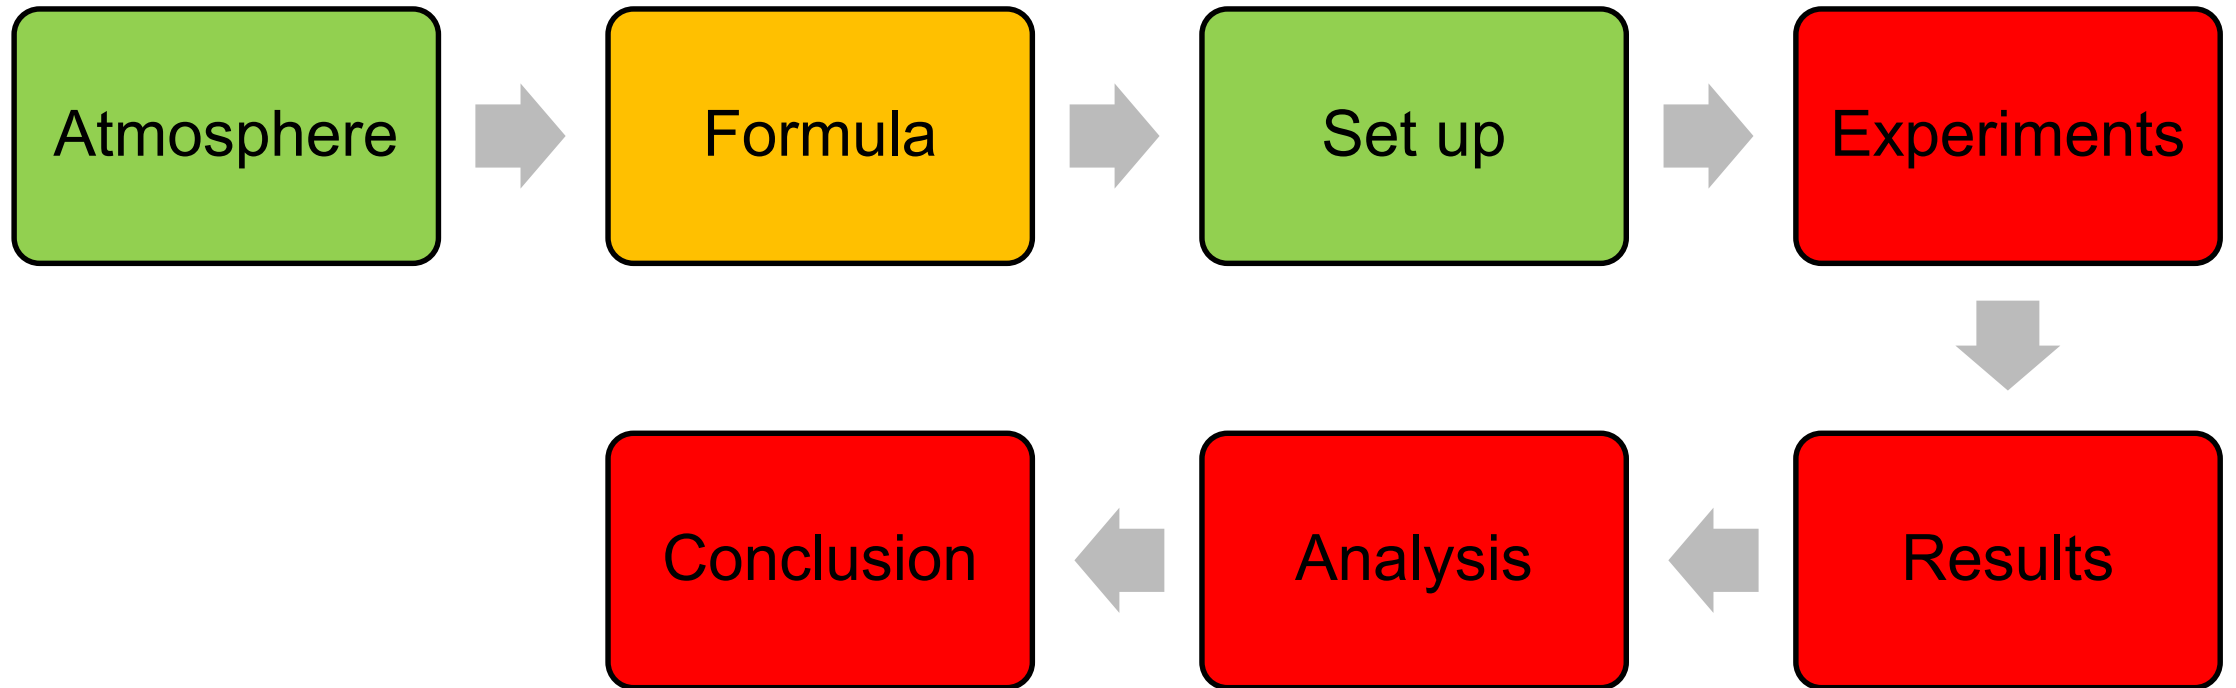 Atmosphere
Formula
Set up
Experiments
Results
Analysis
Conclusion